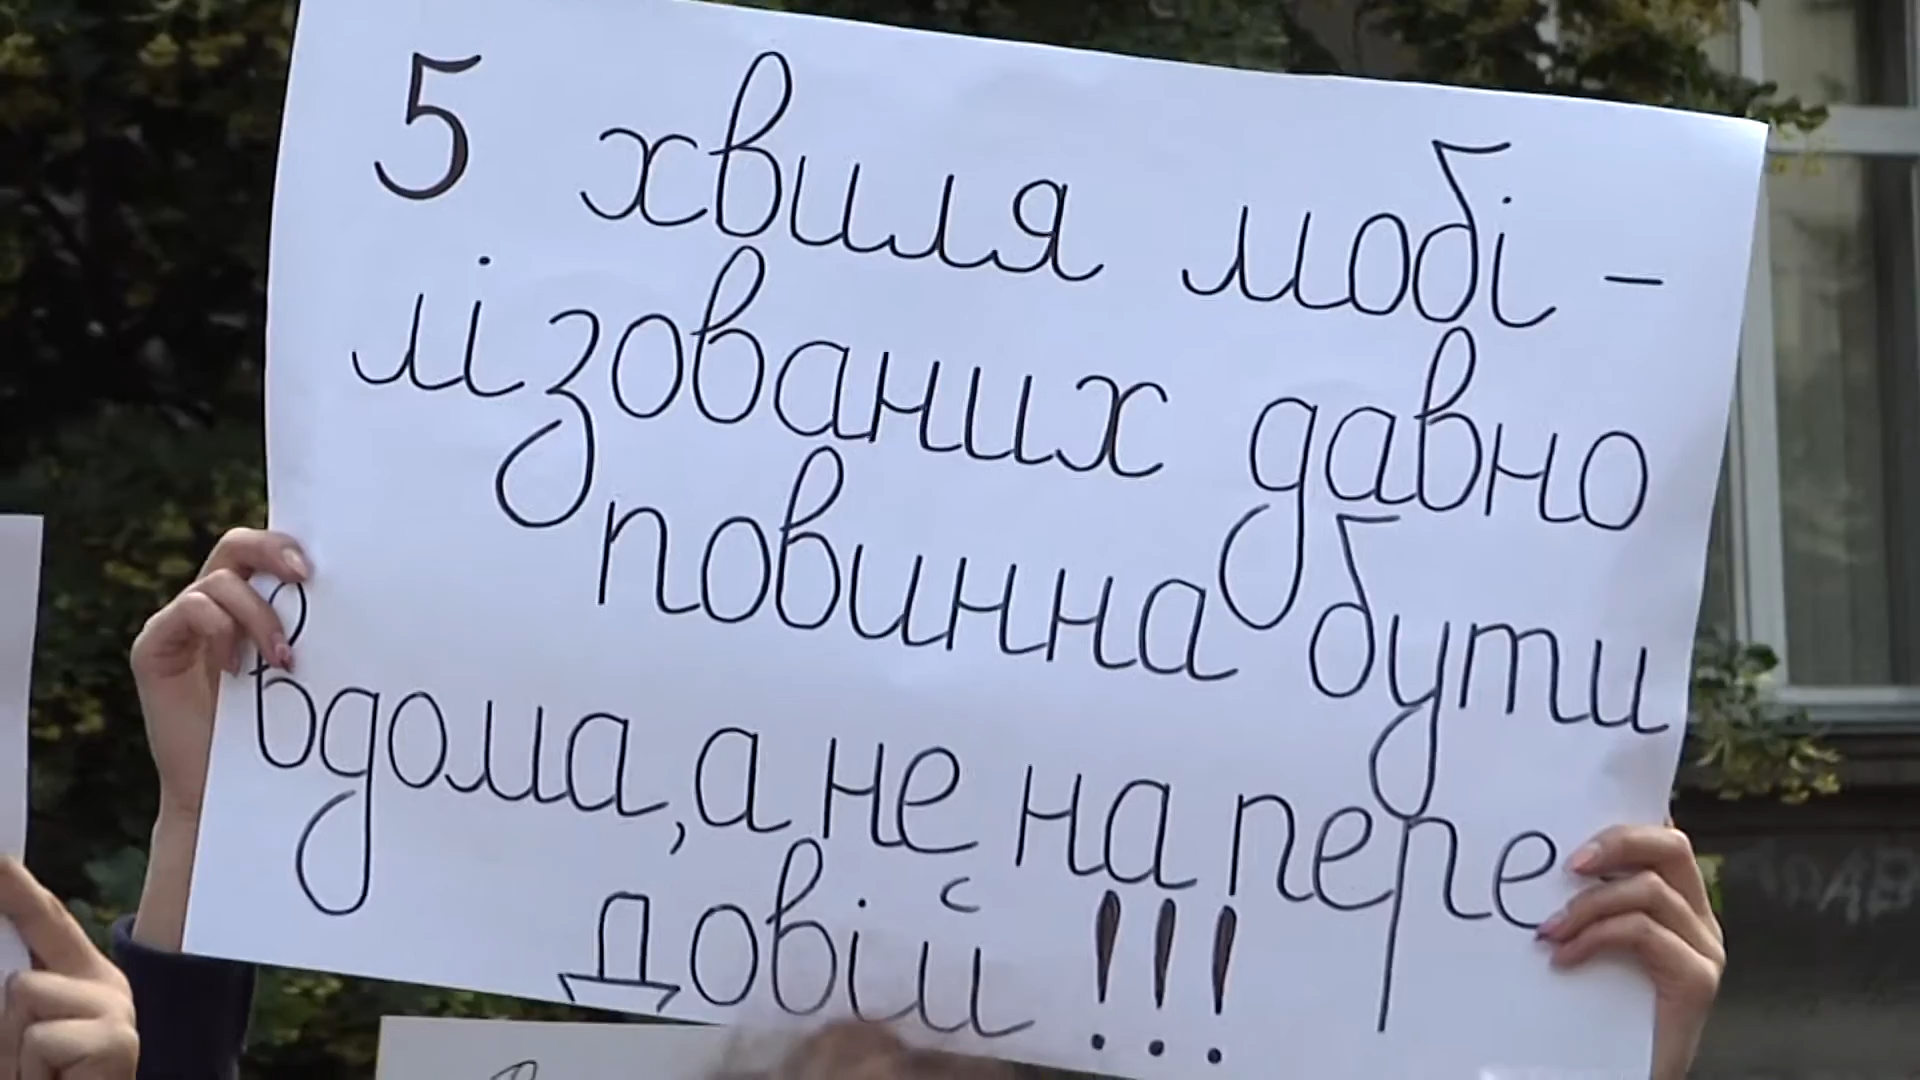 5 хвиля мобі -
лізованих давно
повинна бути
вдома, а не на пере
довій !!!